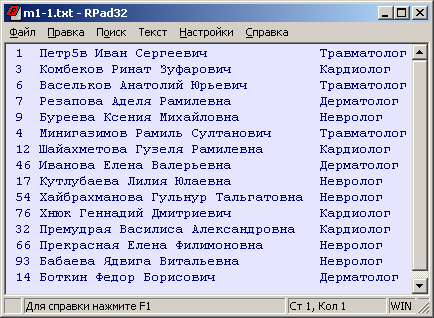 m1-1.txt - RPad32
Файл Правка Поиск Текст Настройки Справка
1 Петр5в Иван Сергеевич Травматолог
3 Комбеков Ринат Зуфарович Кардиолог
6 Васельков Анатолий Юрьевич Травматолог
7 Резапова Аделя Рамилевна Дерматолог
9 Буреева Ксения Михайловна Невролог
4 Минигазимов Рамиль Султанович Травматолог
12 Шайахметова Гузеля Рамилевна Кардиолог
46 Иванова Елена Валерьевна Дерматолог
17 Кутлубаева Лилия Юлаевна Невролог
54 Хайбрахманова Гульнур Тальгатовна Невролог
76 Хнюк Геннадий Дмитриевич Кардиолог
32 Премудрая Василиса Александровна Кардиолог
66 Прекрасная Елена Филимоновна Невролог
93 Бабаева Ядвига Витальевна Невролог
14 Боткин Федор Борисович Дерматолог
Для справки нажмите F1 Ст 1, Кол 1 WIN